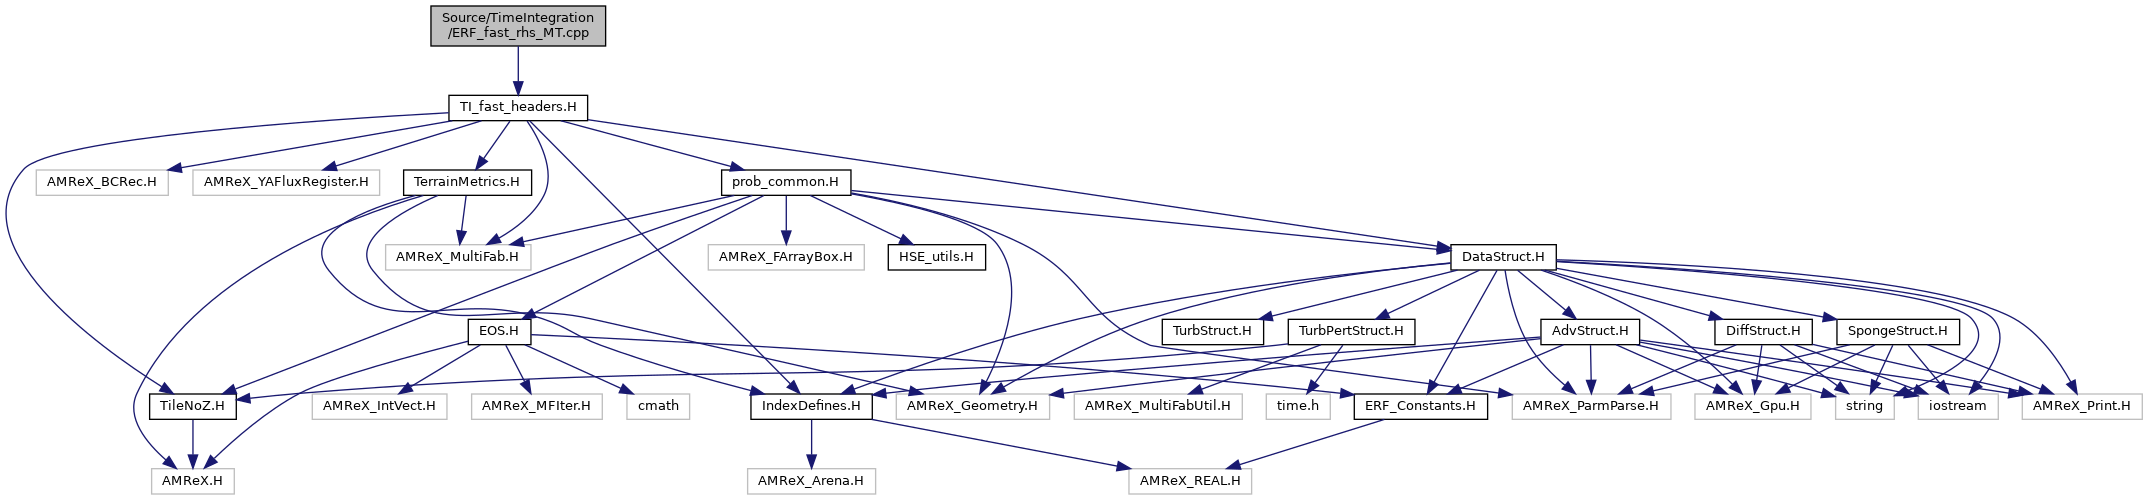 Source/TimeIntegration
/ERF_fast_rhs_MT.cpp
TI_fast_headers.H
AMReX_BCRec.H
AMReX_YAFluxRegister.H
TerrainMetrics.H
prob_common.H
AMReX_MultiFab.H
AMReX_FArrayBox.H
HSE_utils.H
DataStruct.H
EOS.H
TurbStruct.H
TurbPertStruct.H
AdvStruct.H
DiffStruct.H
SpongeStruct.H
TileNoZ.H
AMReX_IntVect.H
AMReX_MFIter.H
cmath
IndexDefines.H
AMReX_Geometry.H
AMReX_MultiFabUtil.H
time.h
ERF_Constants.H
AMReX_ParmParse.H
AMReX_Gpu.H
string
iostream
AMReX_Print.H
AMReX.H
AMReX_Arena.H
AMReX_REAL.H